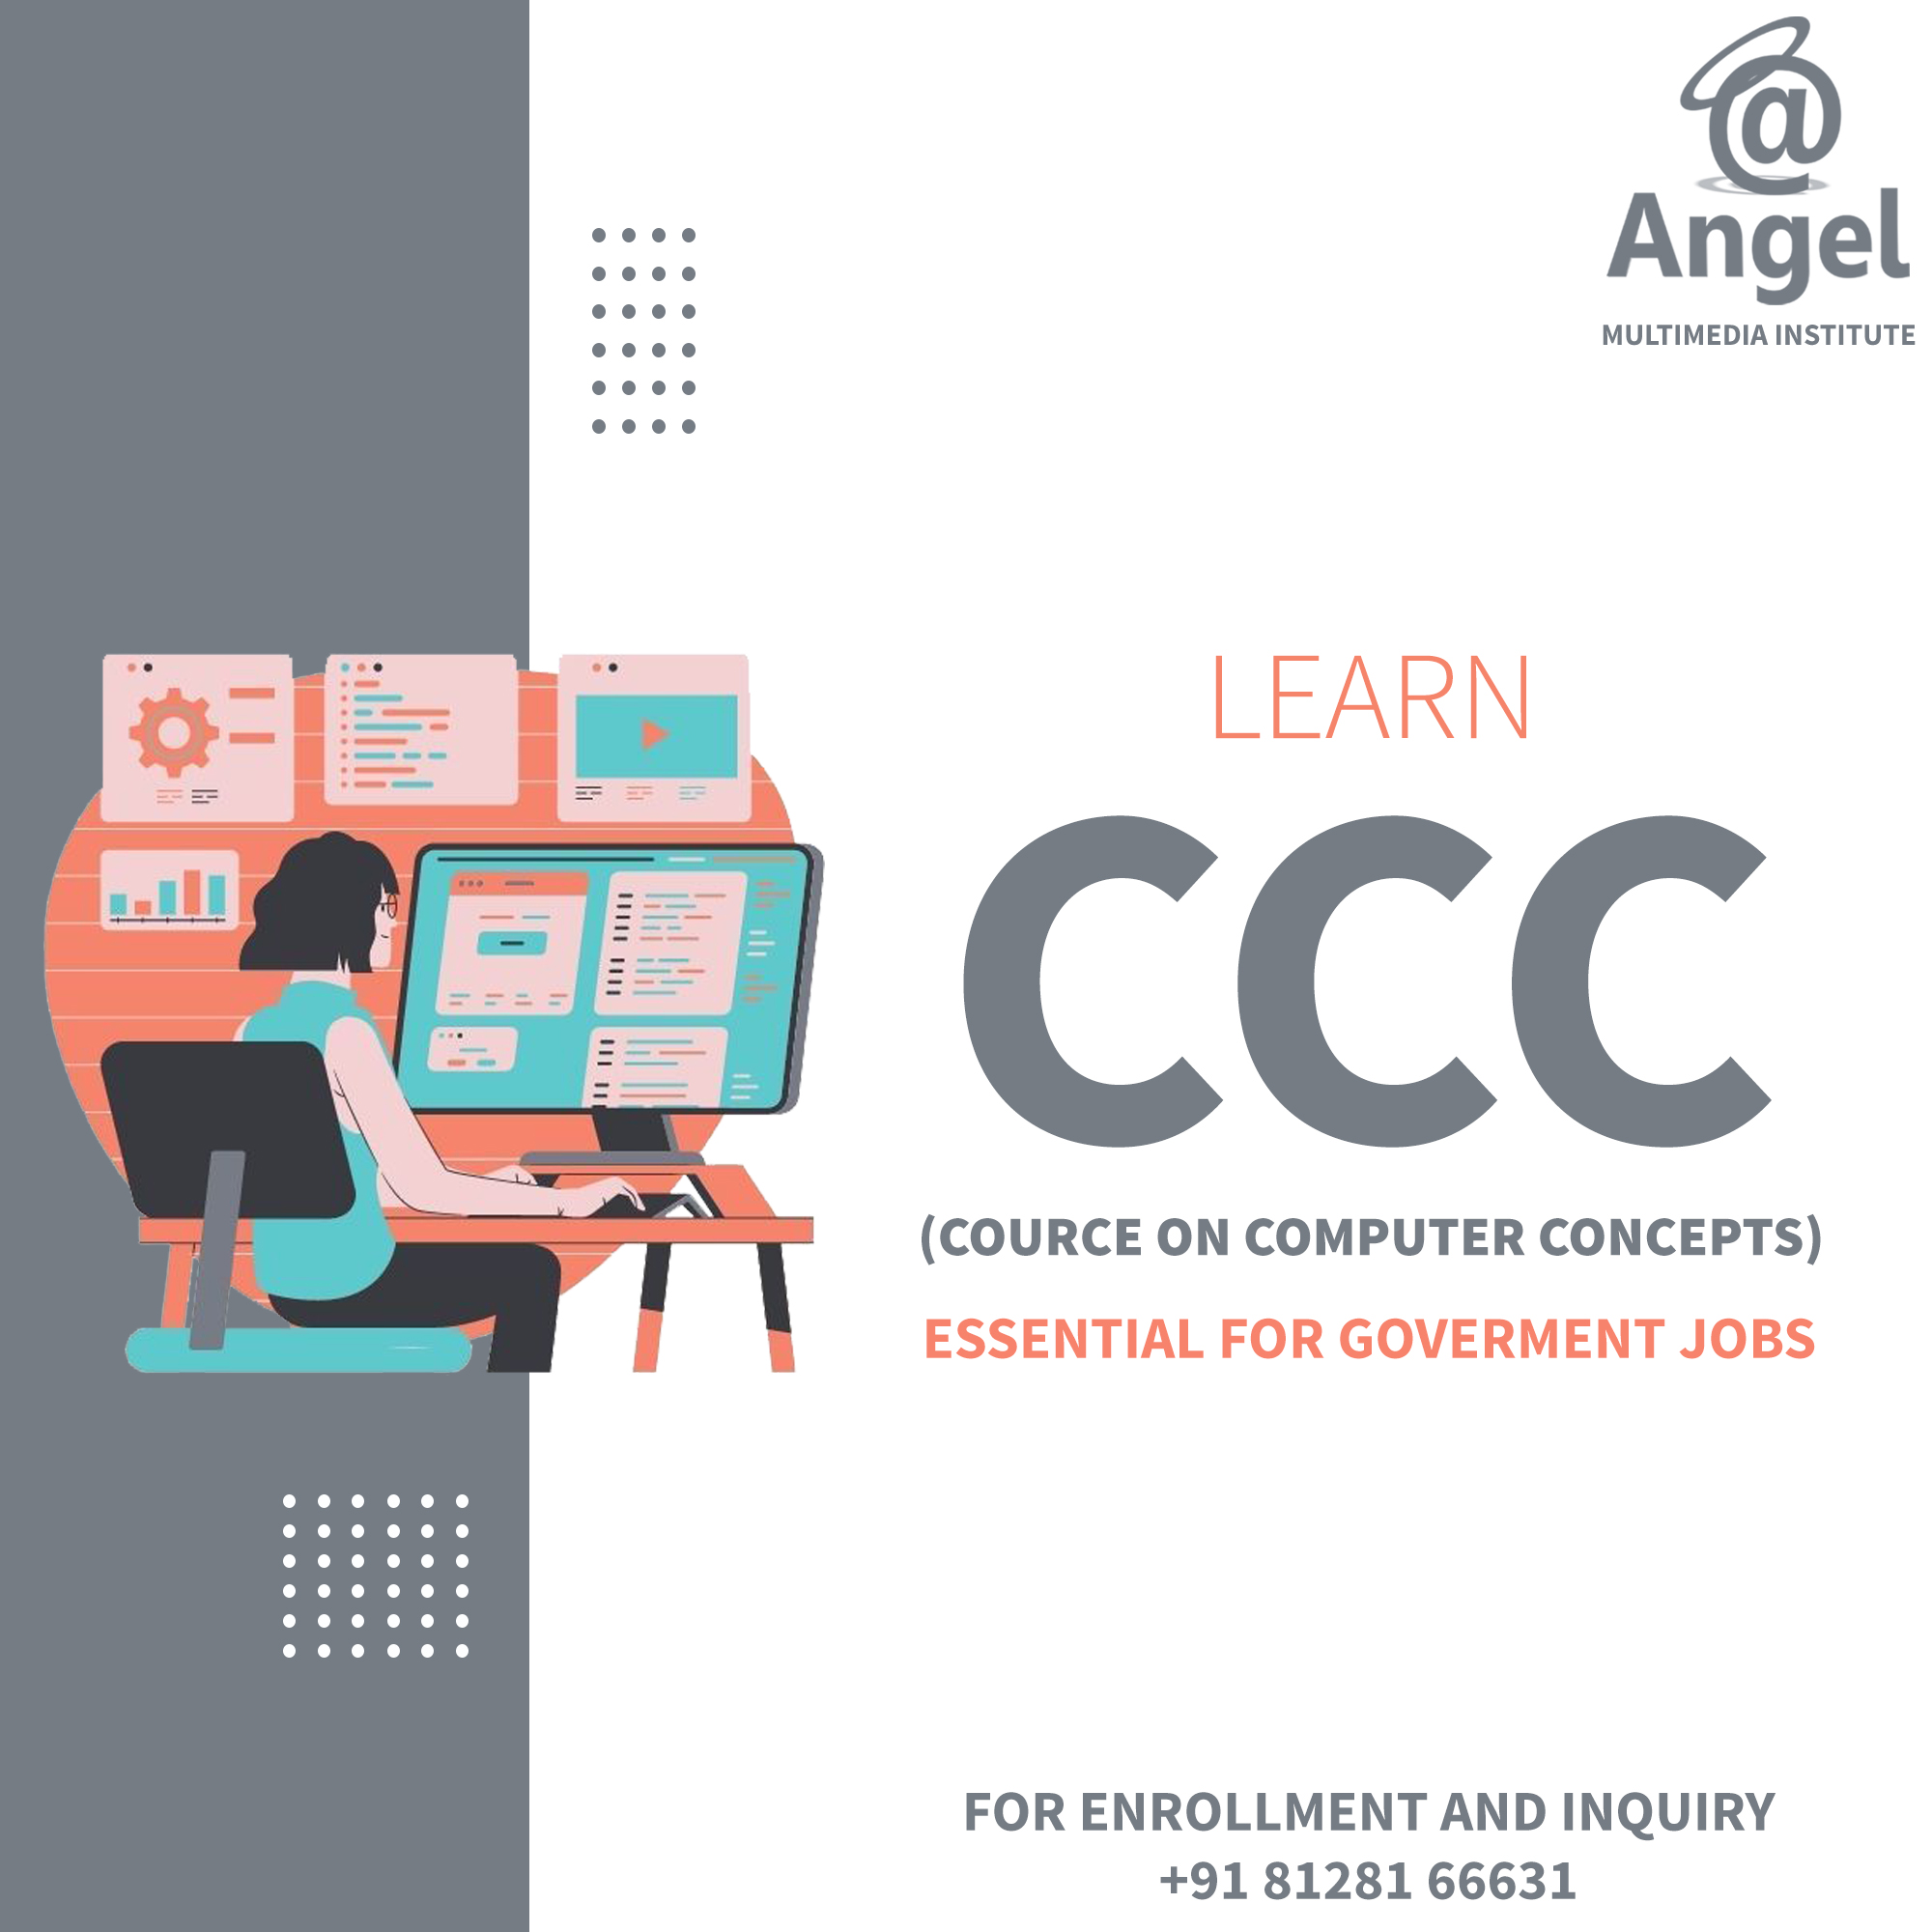 @
Angel
MULTIMEDIA INSTITUTE
LEARN
CCC
(COURCE ON COMPUTER CONCEPTS)
ESSENTIAL FOR GOVERMENT JOBS
FOR ENROLLMENT AND INQUIRY
+91 81281 66631